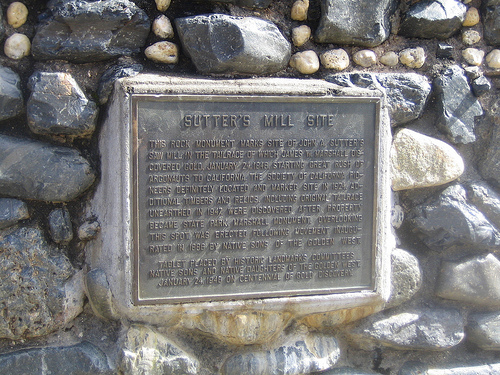 SUTTER'S MILL SITE
THIS ROCK MONUMENT MARKS SITE OF JOHN A. SUTTER'S
SAW MILL IN THE TAILRACE OF WHICH JAMES W. MARSHALL DIS-
COVERED GOLD, JANUARY 24, 1848, STARTING GREAT RUSH OF
ARGONAUTS TO CALIFORNIA. THE SOCIETY OF CALIFORNIA PIO-
NEERS DEFINITELY LOCATED AND MARKED SITE IN 1924. AD-
DITIONAL TIMBERS AND RELICS, INCLUDING ORIGINAL TAILRACE
UNEARTHED IN 1947, WERE DISCOVERED AFTER PROPERTY
BECAME STATE PARK. MARSHALL MONUMENT OVERLOOKING
THIS SPOT WAS ERECTED FOLLOWING MOVEMENT INAUGU-
RATED IN 1886 BY NATIVE SONS OF THE GOLDEN WEST.
TABLET PLACED BY HISTORIC LANDMARKS COMMITTEES,
NATIVE SONS AND NATIVE DAUGHTERS OF THE GOLDEN WEST
JANUARY 24, 1948 ON CENTENNIAL OF GOLD DISCOVERY.